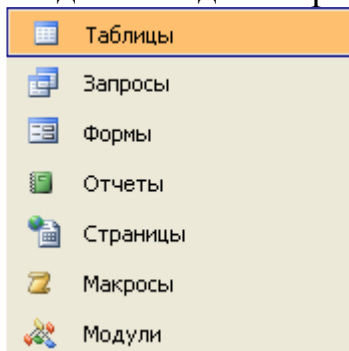 Таблицы
Запросы
Формы
Отчеты
Страницы
Макросы
Модули